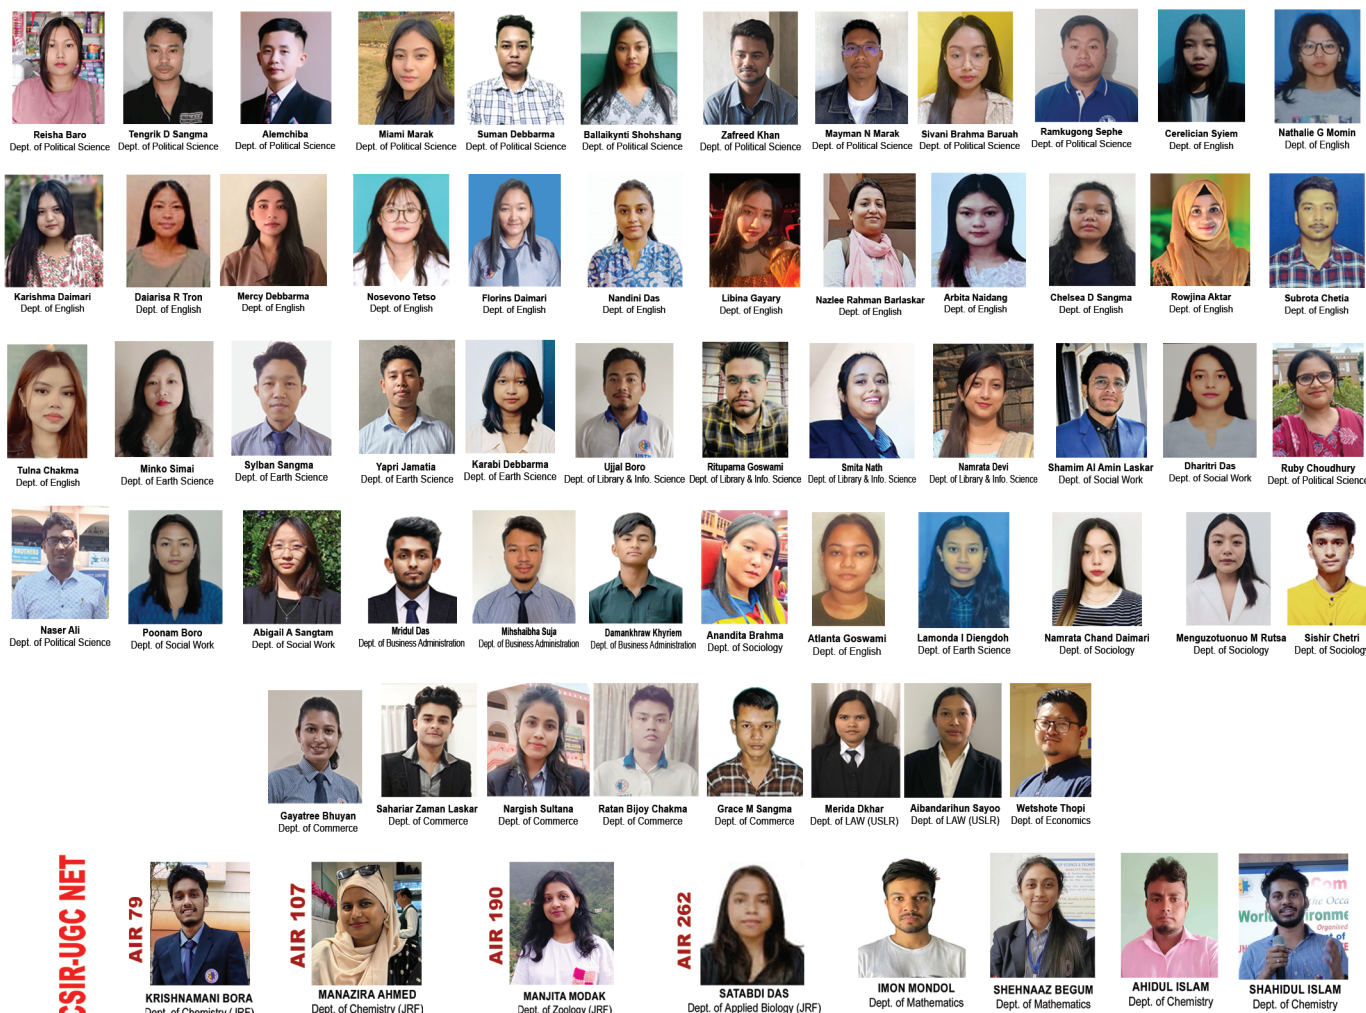 Reisha Baro
Dept. of Political Science
Tengrik D Sangma
Dept. of Political Science
Alemchiba
Dept. of Political Science
Miami Marak
Dept. of Political Science
Suman Debbarma
Dept. of Political Science
Ballaikynti Shohshang
Dept. of Political Science
Zafreed Khan
Dept. of Political Science
Mayman N Marak
Dept. of Political Science
Sivani Brahma Baruah
Dept. of Political Science
Ramkugong Sephe
Dept. of Political Science
Cerelician Syiem
Dept. of English
Nathalie G Momin
Dept. of English
Karishma Daimari
Dept. of English
Daiarisa R Tron
Dept. of English
Mercy Debbarma
Dept. of English
Nosevono Tetso
Dept. of English
Florins Daimari
Dept. of English
Nandini Das
Dept. of English
Libina Gayary
Dept. of English
Nazlee Rahman Barlaskar
Dept. of English
Arbita Naidang
Dept. of English
Chelsea D Sangma
Dept. of English
Rowjina Aktar
Dept. of English
Subrota Chetia
Dept. of English
Tulna Chakma
Dept. of English
Minko Simai
Dept. of Earth Science
Sylban Sangma
Dept. of Earth Science
Yapri Jamatia
Dept. of Earth Science
Karabi Debbarma
Dept. of Earth Science
Ujjal Boro
Dept. of Library & Info. Science
Rituparna Goswami
Dept. of Library & Info. Science
Smita Nath
Dept. of Library & Info. Science
Namrata Devi
Dept. of Library & Info. Science
Shamim Al Amin Laskar
Dept. of Social Work
Dharitri Das
Dept. of Social Work
Ruby Choudhury
Dept. of Political Science
Naser Ali
Dept. of Political Science
Poonam Boro
Dept. of Social Work
Abigail A Sangtam
Dept. of Social Work
Mridul Das
Dept. of Business Administration
Mihshaibha Suja
Dept. of Business Administration
Damankhraw Khyriem
Dept. of Business Administration
Anandita Brahma
Dept. of Sociology
Atlanta Goswami
Dept. of English
Lamonda I Diengdoh
Dept. of Earth Science
Namrata Chand Daimari
Dept. of Sociology
Menguzotuonuo M Rutsa
Dept. of Sociology
Sishir Chetri
Dept. of Sociology
Gayatree Bhuyan
Dept. of Commerce
Sahariar Zaman Laskar
Dept. of Commerce
Nargish Sultana
Dept. of Commerce
Ratan Bijoy Chakma
Dept. of Commerce
Grace M Sangma
Dept. of Commerce
Merida Dkhar
Dept. of LAW (USLR)
Aibandarihun Sayoo
Dept. of LAW (USLR)
Wetshote Thopi
Dept. of Economics
CSIR-UGC NET
AIR 79
KRISHNAMANI BORA
Dept. of Chemistry (JRF)
AIR 107
MANAZIRA AHMED
Dept. of Chemistry (JRF)
AIR 190
MANJITA MODAK
Dept. of Zoology (JRF)
AIR 262
SATABDI DAS
Dept. of Applied Biology (JRF)
IMON MONDOL
Dept. of Mathematics
SHEHNAAZ BEGUM
Dept. of Mathematics
AHIDUL ISLAM
Dept. of Chemistry
SHAHIDUL ISLAM
Dept. of Chemistry